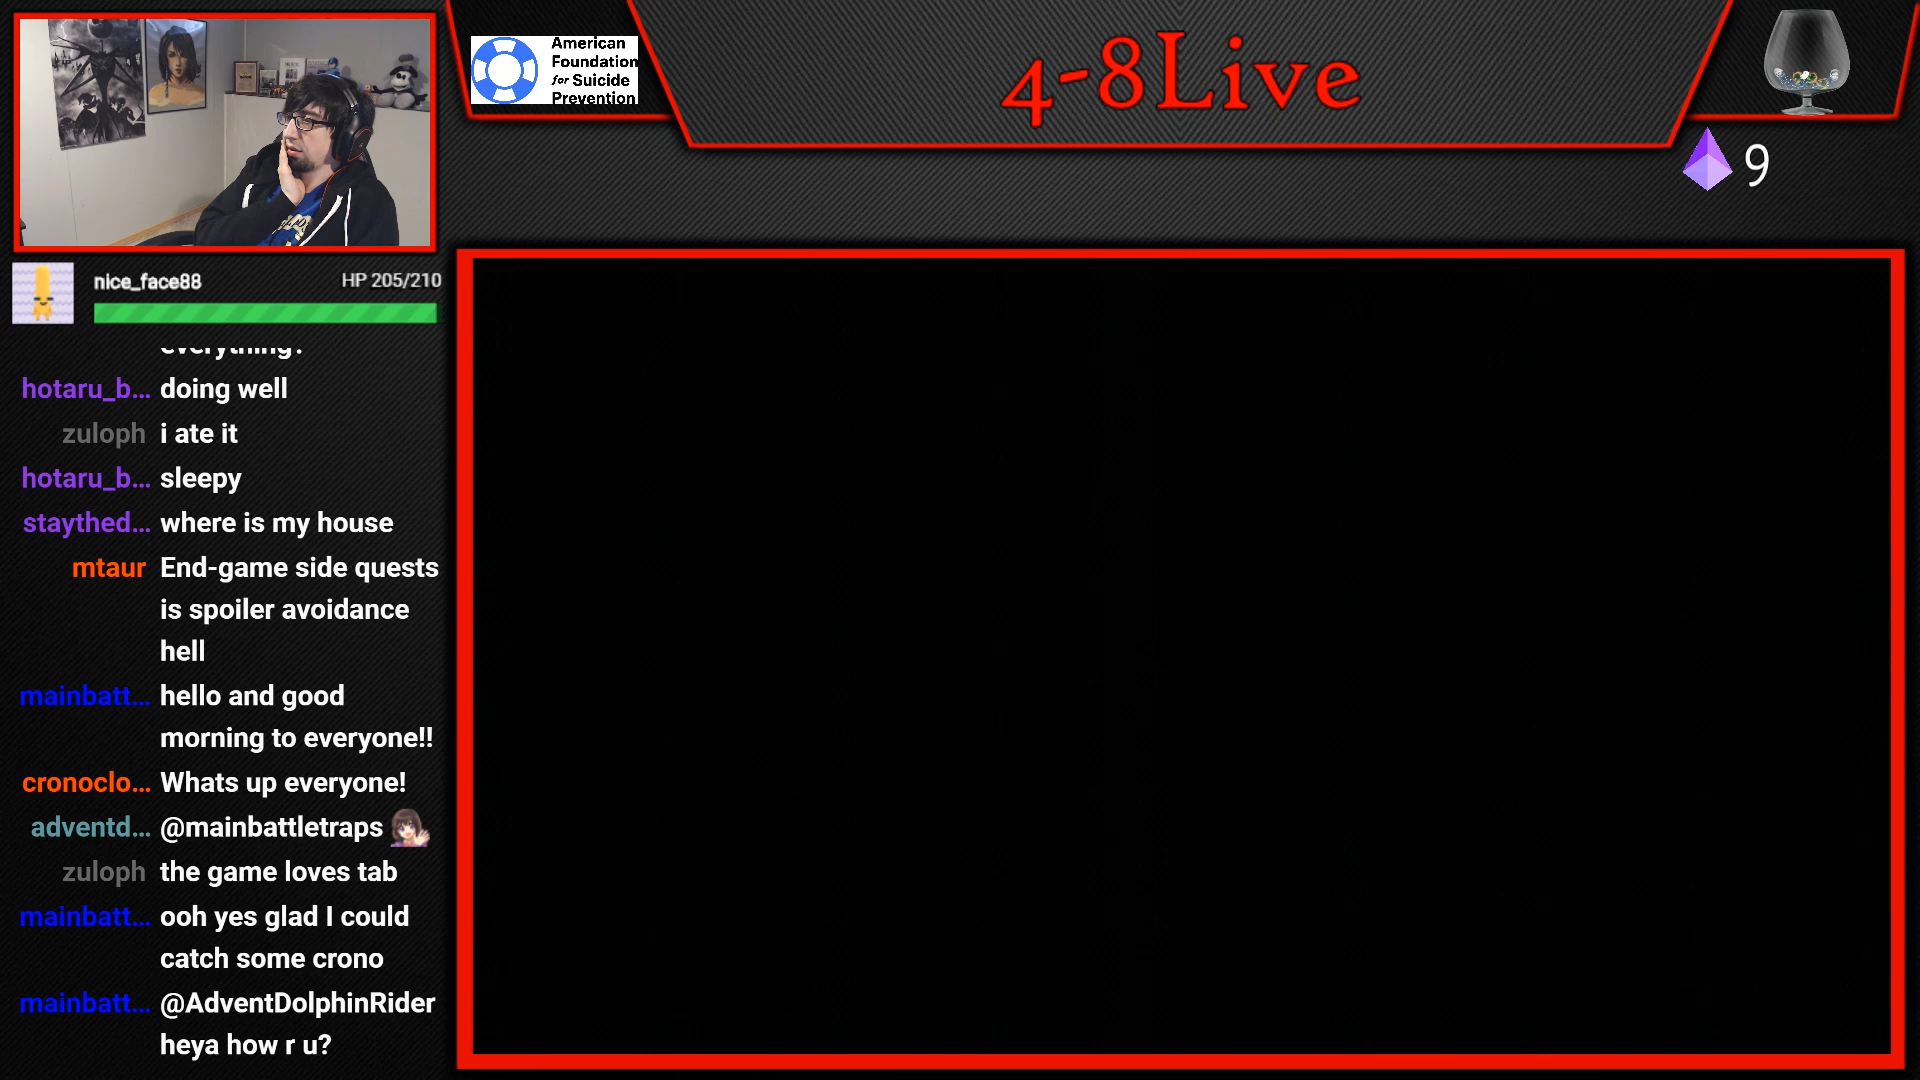 American
Foundation
for Suicide
Prevention
4-8Live
9
nice_face88
HP 205/210
everything?
hotaru_b... doing well
zuloph i ate it
hotaru_b... sleepy
staythed... where is my house
mtaur End-game side quests
is spoiler avoidance
hell
mainbatt... hello and good
morning to everyone!!
cronoclo... Whats up everyone!
adventd... @mainbattletraps
zuloph the game loves tab
mainbatt... ooh yes glad I could
catch some crono
mainbatt... @AdventDolphinRider
heya how r u?